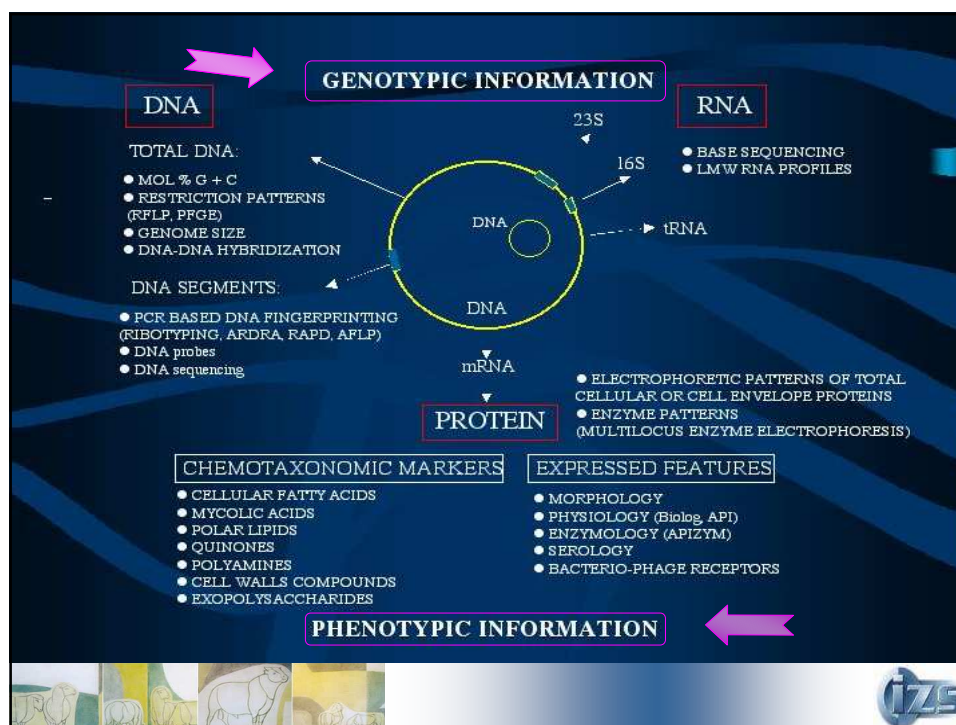 GENOTYPIC INFORMATION
DNA
TOTAL DNA:
● MOL % G + C
● RESTRICTION PATTERNS
(RFLP, PFGE)
● GENOME SIZE
● DNA-DNA HYBRIDIZATION
DNA SEGMENTS:
● PCR BASED DNA FINGERPRINTING
(RIBOTYPING, ARDRA, RAPD, AFLP)
● DNA probes
● DNA sequencing
23S
16S
tRNA
DNA
DNA
mRNA
RNA
● BASE SEQUENCING
● LMW RNA PROFILES
PROTEIN
● ELECTROPHORETIC PATTERNS OF TOTAL
CELLULAR OR CELL ENVELOPE PROTEINS
● ENZYME PATTERNS
(MULTILOCUS ENZYME ELECTROPHORESIS)
CHEMOTAXONOMIC MARKERS
● CELLULAR FATTY ACIDS
● MYCOLIC ACIDS
● POLAR LIPIDS
● QUINONES
● POLYAMINES
● CELL WALLS COMPOUNDS
● EXOPOLYSACCHARIDES
EXPRESSED FEATURES
● MORPHOLOGY
● PHYSIOLOGY (Biolog, API)
● ENZYMOLOGY (APIZYM)
● SEROLOGY
● BACTERIO-PHAGE RECEPTORS
PHENOTYPIC INFORMATION
izs